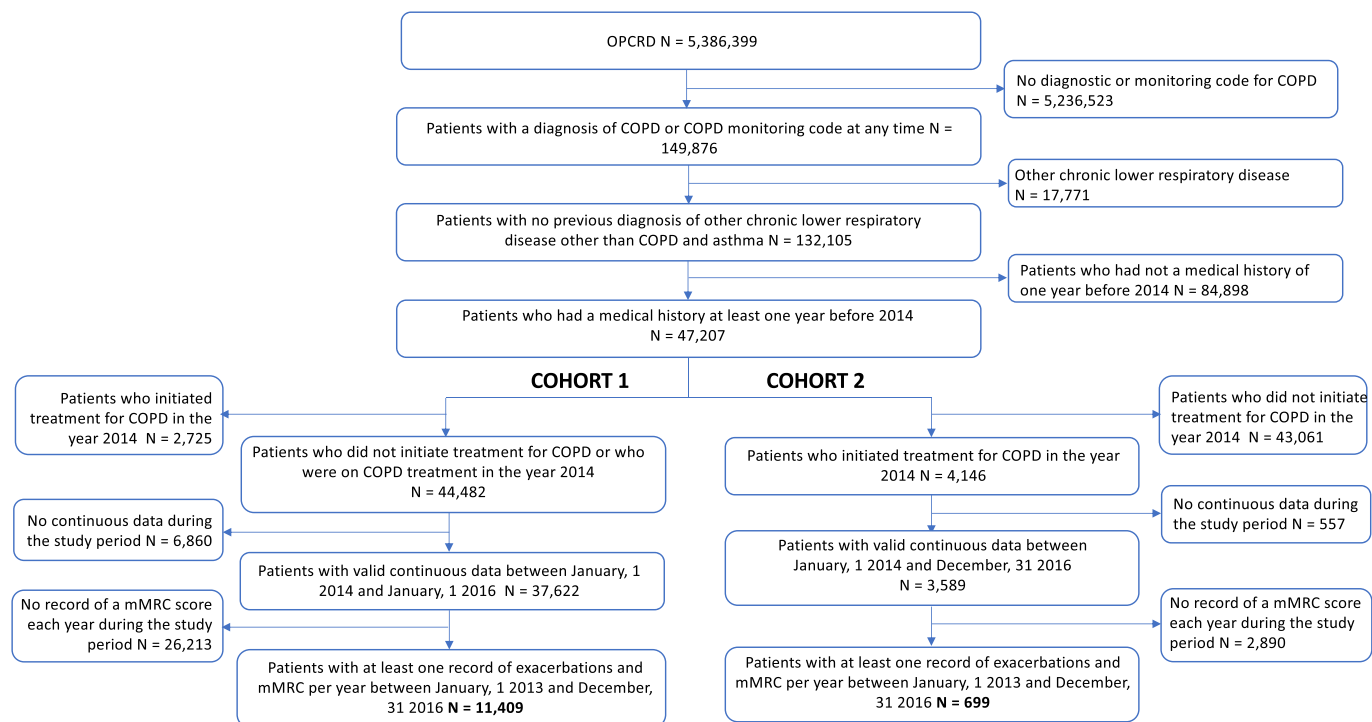 OPCRD N = 5,386,399
No diagnostic or monitoring code for COPD
N = 5,236,523
Patients with a diagnosis of COPD or COPD monitoring code at any time N =
149,876
Other chronic lower respiratory disease
N = 17,771
Patients with no previous diagnosis of other chronic lower respiratory
disease other than COPD and asthma N = 132,105
Patients who had not a medical history of
one year before 2014 N = 84,898
Patients who had a medical history at least one year before 2014
N = 47,207
COHORT 1
COHORT 2
Patients who initiated
treatment for COPD in the
year 2014 N = 2,725
Patients who did not initiate
treatment for COPD in the
year 2014 N = 43,061
Patients who did not initiate treatment for COPD or who
were on COPD treatment in the year 2014
N = 44,482
Patients who initiated treatment for COPD in the year
2014 N = 4,146
No continuous data during
the study period N = 6,860
No continuous data during
the study period N = 557
Patients with valid continuous data between January, 1
2014 and January, 1 2016 N = 37,622
Patients with valid continuous data between
January, 1 2014 and December, 31 2016
N = 3,589
No record of a mMRC score
each year during the study
period N = 26,213
No record of a mMRC score
each year during the study
period N = 2,890
Patients with at least one record of exacerbations and
mMRC per year between January, 1 2013 and December,
31 2016 N = 11,409
Patients with at least one record of exacerbations and
mMRC per year between January, 1 2013 and December,
31 2016 N = 699